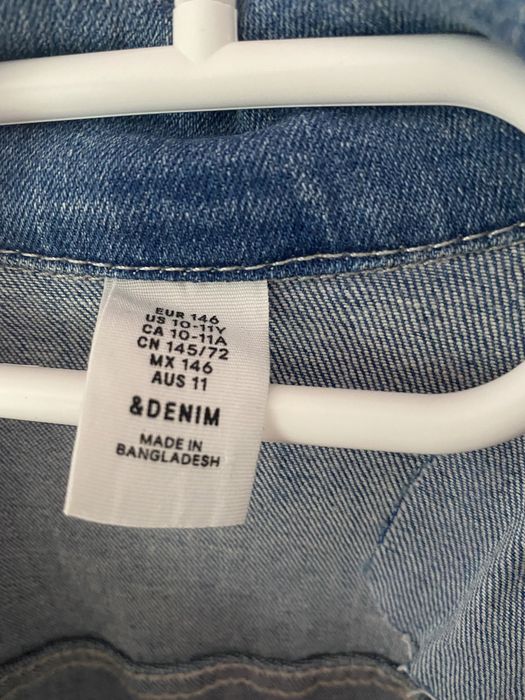 EUR 146
US 10-11Y
CA 10-11A
CN 145/72
MX 146
AUS 11
&DENIM
MADE IN
BANGLADESH